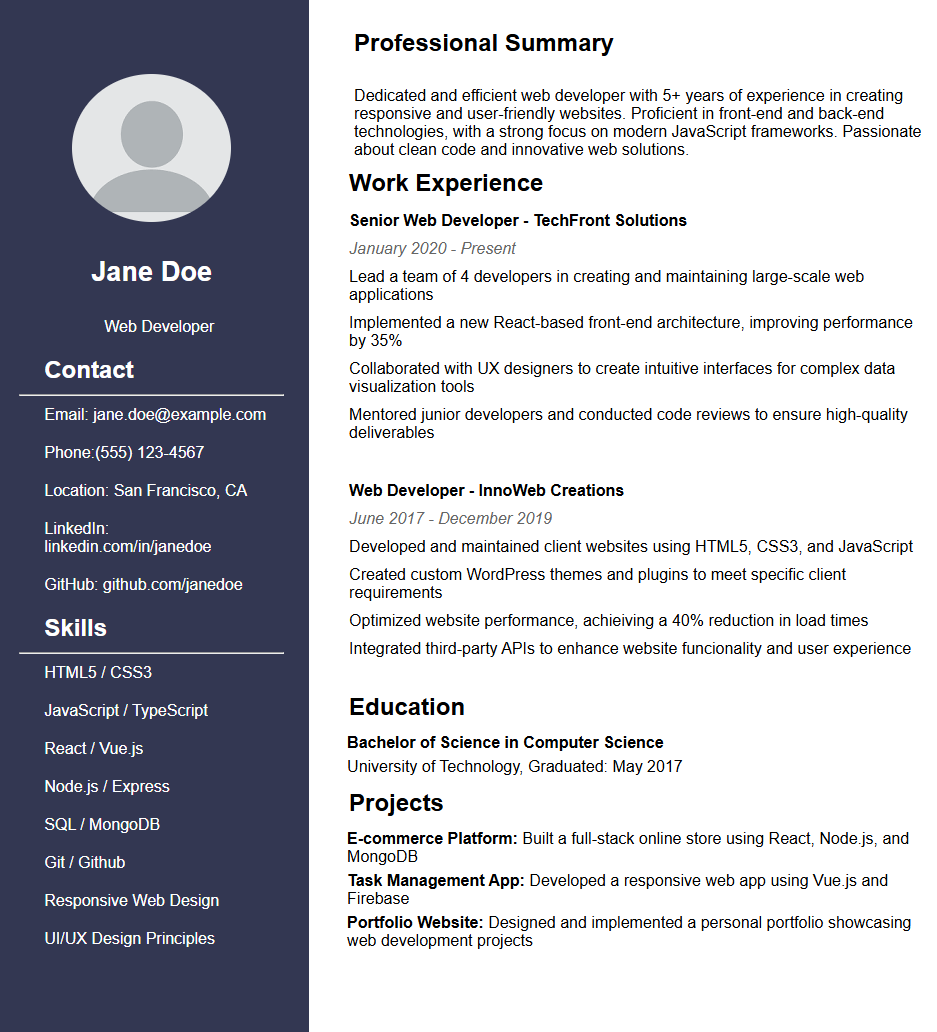 Jane Doe
Web Developer
Contact
Email: jane.doe@example.com
Phone:(555) 123-4567
Location: San Francisco, CA
LinkedIn:
linkedin.com/in/janedoe
GitHub: github.com/janedoe
Skills
HTML5 / CSS3
JavaScript / TypeScript
React / Vue.js
Node.js / Express
SQL / MongoDB
Git / Github
Responsive Web Design
UI/UX Design Principles
Professional Summary
Dedicated and efficient web developer with 5+ years of experience in creating
responsive and user-friendly websites. Proficient in front-end and back-end
technologies, with a strong focus on modern JavaScript frameworks. Passionate
about clean code and innovative web solutions.
Work Experience
Senior Web Developer - TechFront Solutions
January 2020 - Present
Lead a team of 4 developers in creating and maintaining large-scale web
applications
Implemented a new React-based front-end architecture, improving performance
by 35%
Collaborated with UX designers to create intuitive interfaces for complex data
visualization tools
Mentored junior developers and conducted code reviews to ensure high-quality
deliverables
Web Developer - InnoWeb Creations
June 2017 - December 2019
Developed and maintained client websites using HTML5, CSS3, and JavaScript
Created custom WordPress themes and plugins to meet specific client
requirements
Optimized website performance, achieiving a 40% reduction in load times
Integrated third-party APIs to enhance website funcionality and user experience
Education
Bachelor of Science in Computer Science
University of Technology, Graduated: May 2017
Projects
E-commerce Platform: Built a full-stack online store using React, Node.js, and
MongoDB
Task Management App: Developed a responsive web app using Vue.js and
Firebase
Portfolio Website: Designed and implemented a personal portfolio showcasing
web development projects